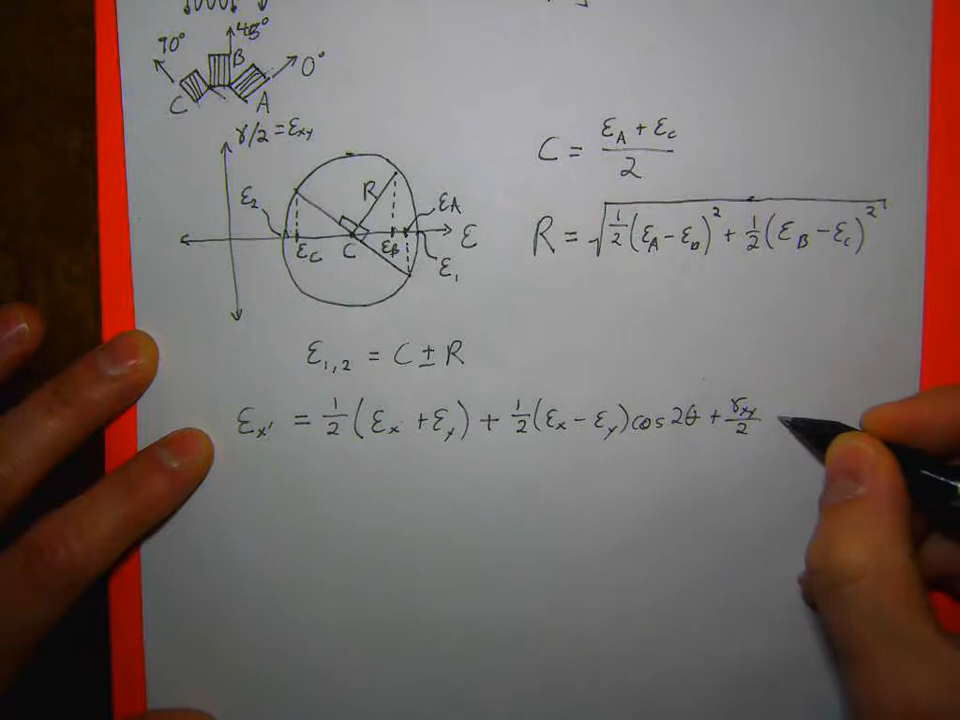 45°
90° B 0°
C A
γ/2 = εxy
C = (εA + εC)/2
ε2 R εA
R = √(½(εA − εB)² + ½(εB − εC)²)
εC C εB ε
ε1
ε1,2 = C ± R
εx' = ½(εx + εy) + ½(εx − εy)cos 2θ + γxy/2